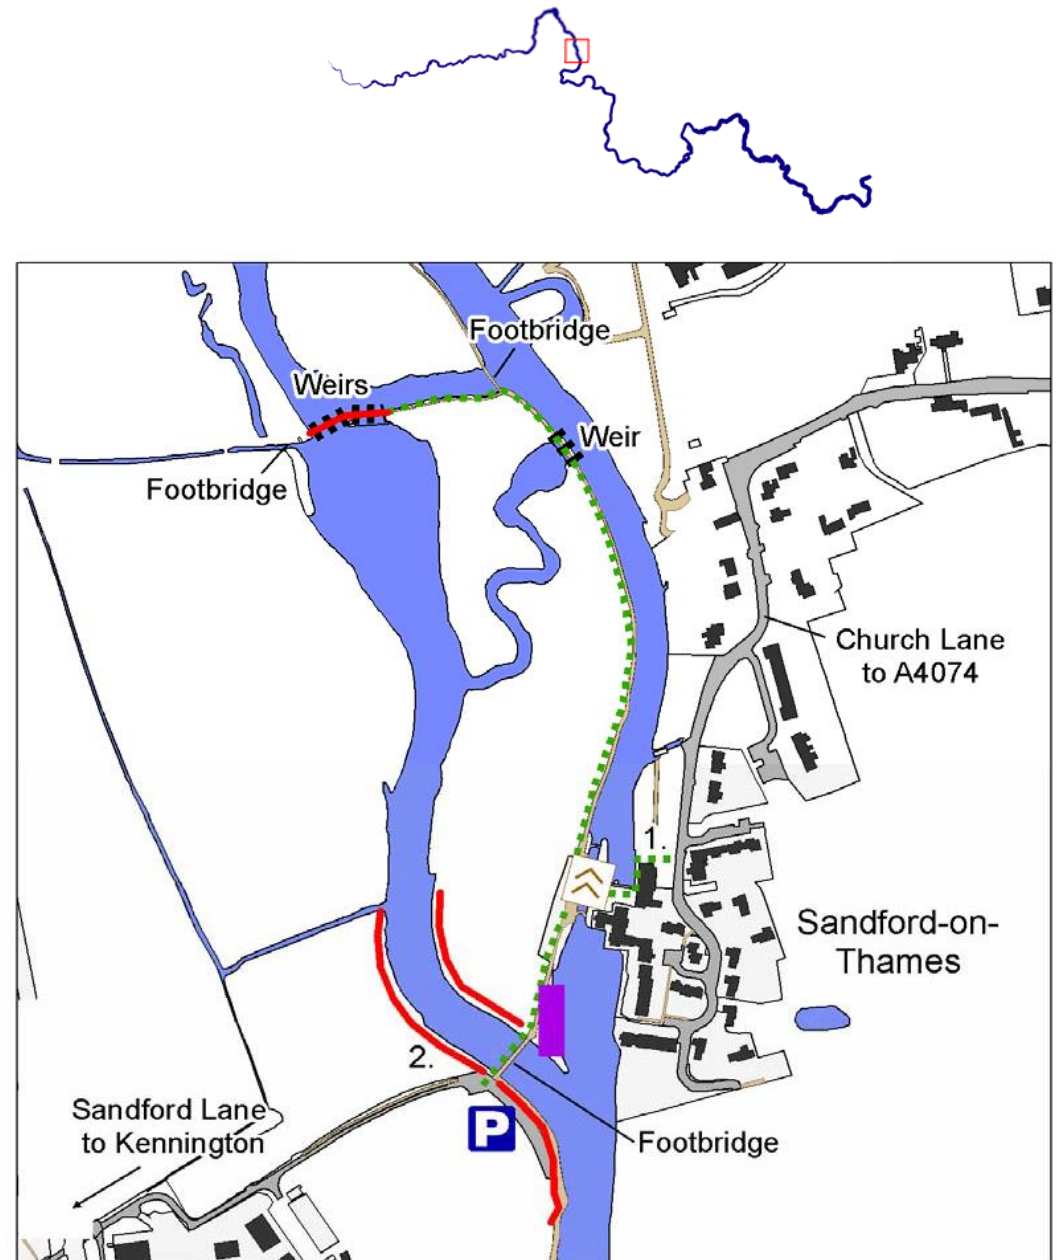 Footbridge
Weirs
Weir
Footbridge
Church Lane
to A4074
1.
Sandford-on-
Thames
2.
Sandford Lane
to Kennington
P
Footbridge